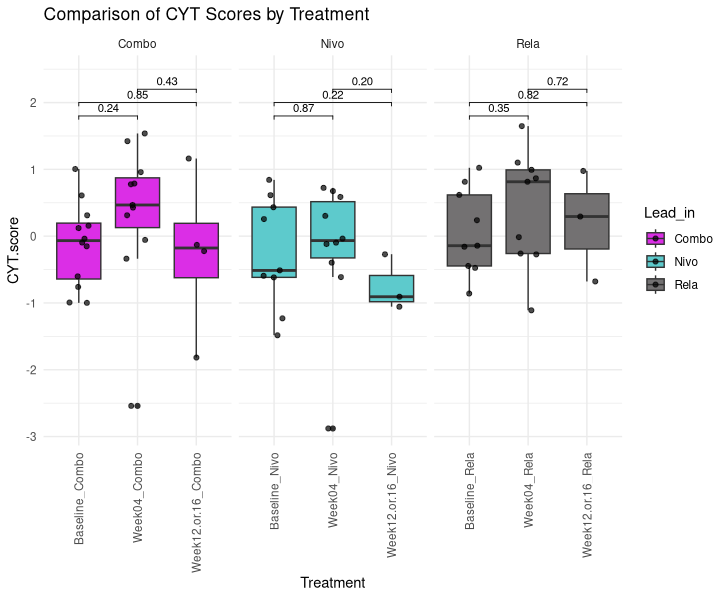 Comparison of CYT Scores by Treatment
Combo
Nivo
Rela
0.43
0.85
0.24
0.20
0.22
0.87
0.72
0.82
0.35
2
1
0
-1
-2
-3
CYT.score
Baseline_Combo
Week04_Combo
Week12.or.16_Combo
Baseline_Nivo
Week04_Nivo
Week12.or.16_Nivo
Baseline_Rela
Week04_Rela
Week12.or.16_Rela
Treatment
Lead_in
Combo
Nivo
Rela